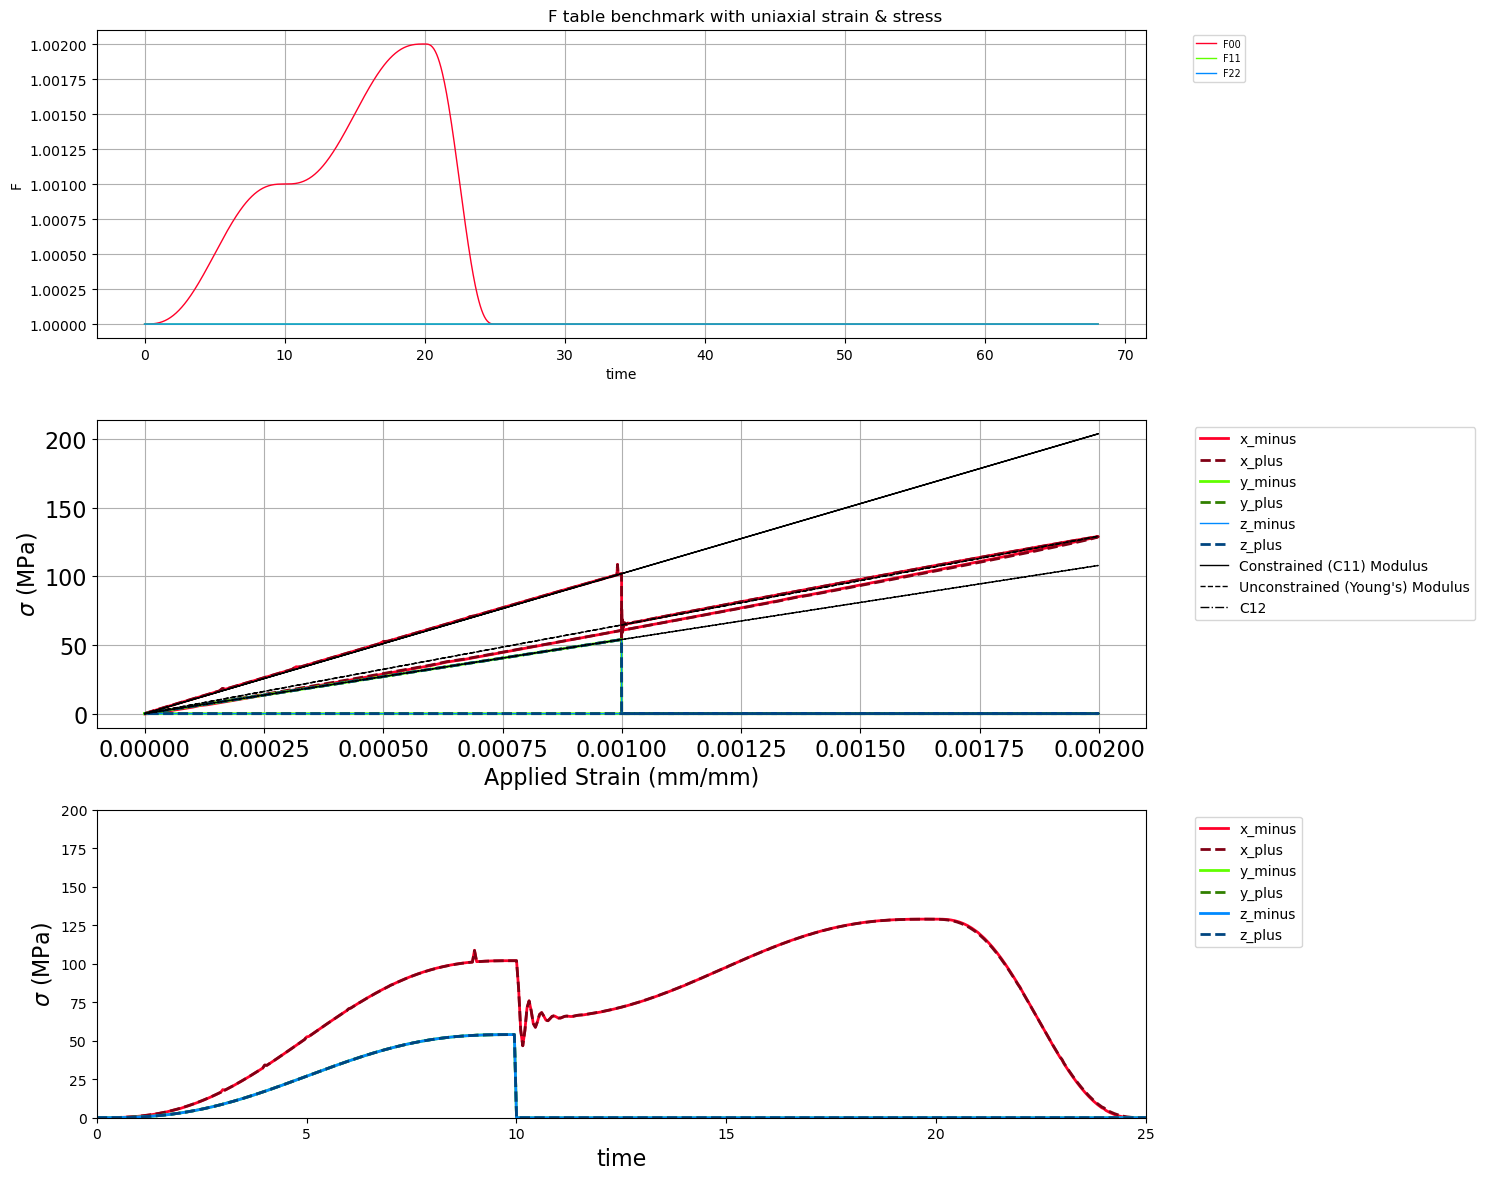 F table benchmark with uniaxial strain & stress
1.00200
1.00175
1.00150
1.00125
1.00100
1.00075
1.00050
1.00025
1.00000
F
0 10 20 30 40 50 60 70
time
F00
F11
F22
200
150
100
50
0
σ (MPa)
0.00000 0.00025 0.00050 0.00075 0.00100 0.00125 0.00150 0.00175 0.00200
Applied Strain (mm/mm)
x_minus
x_plus
y_minus
y_plus
z_minus
z_plus
Constrained (C11) Modulus
Unconstrained (Young's) Modulus
C12
200
175
150
125
100
75
50
25
0
σ (MPa)
0 5 10 15 20 25
time
x_minus
x_plus
y_minus
y_plus
z_minus
z_plus